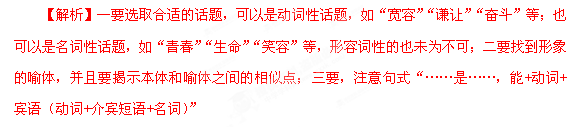 【解析】一要选取合适的话题，可以是动词性话题，如“宽容”“谦让”“奋斗”等；也
可以是名词性话题，如“青春”“生命”“笑容”等，形容词性的也未为不可；二要找到形象
的喻体，并且要揭示本体和喻体之间的相似点；三要，注意句式“……是……，能+动词+
宾语（动词+介宾短语+名词）”